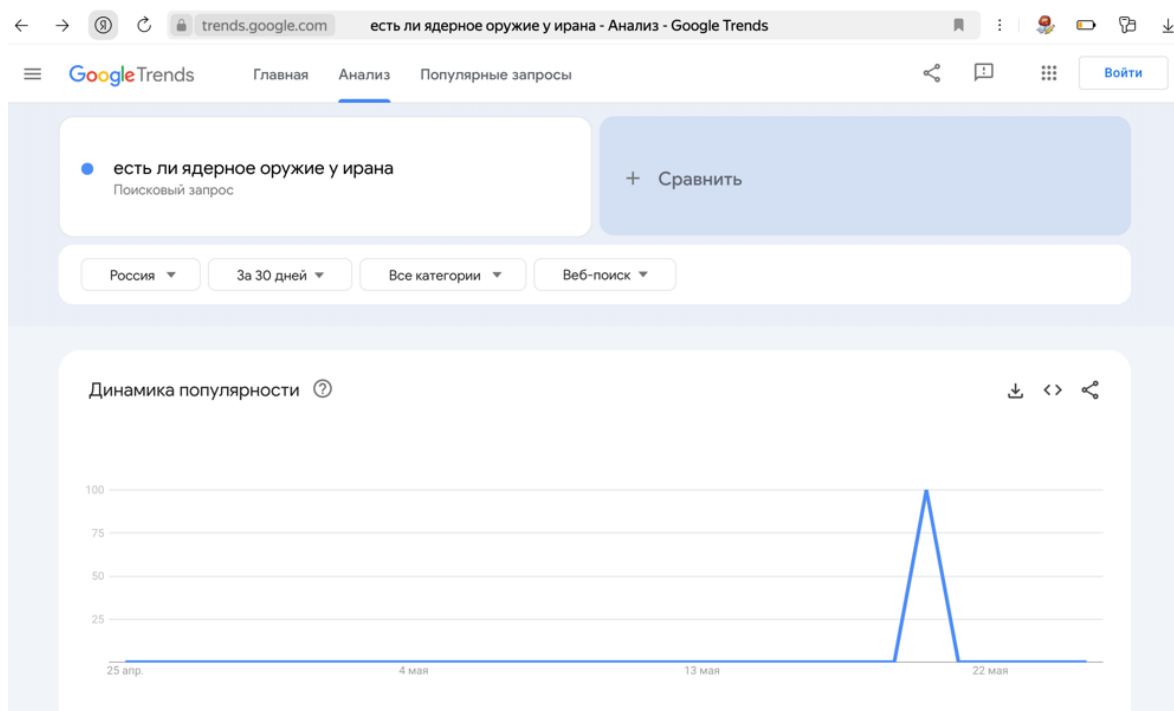 trends.google.com есть ли ядерное оружие у ирана - Анализ - Google Trends
Google Trends Главная Анализ Популярные запросы Войти
есть ли ядерное оружие у ирана
Поисковый запрос
+ Сравнить
Россия За 30 дней Все категории Веб-поиск
Динамика популярности
100
75
50
25
25 апр. 4 мая 13 мая 22 мая